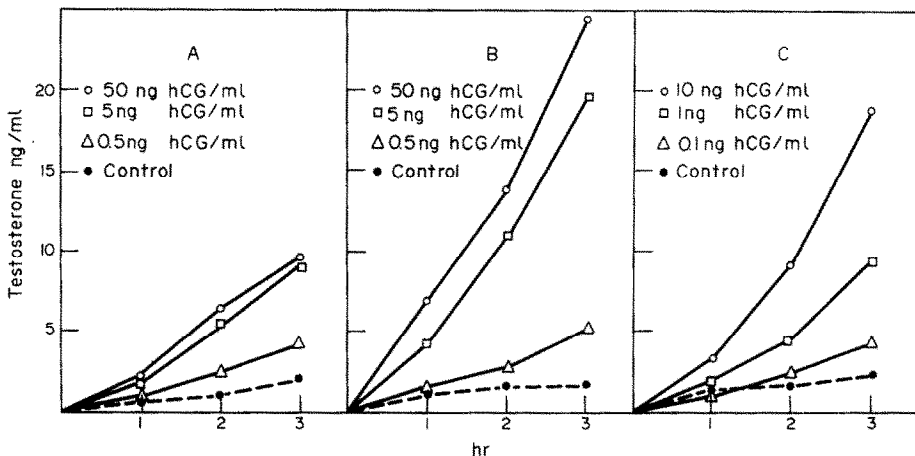 Testosterone ng/ml
20
15
10
5
A
50 ng hCG/ml
5ng hCG/ml
0.5ng hCG/ml
Control
1 2 3
B
50 ng hCG/ml
5 ng hCG/ml
0.5ng hCG/ml
Control
1 2 3
C
10 ng hCG/ml
1ng hCG/ml
0.1ng hCG/ml
Control
1 2 3
hr